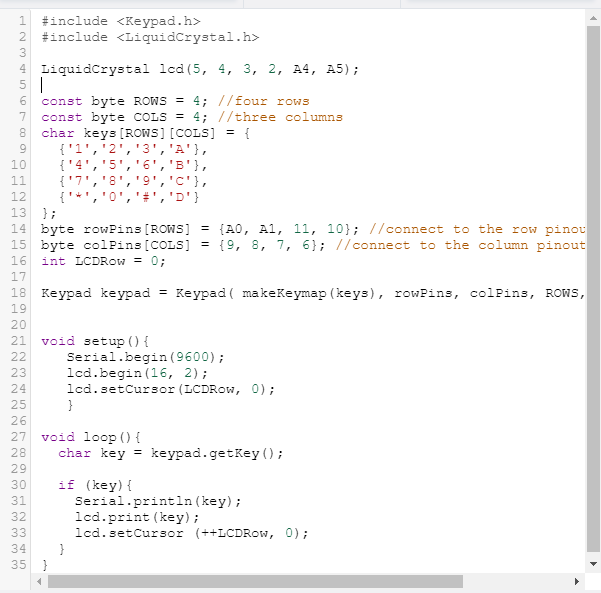 1 #include <Keypad.h>
2 #include <LiquidCrystal.h>
3
4 LiquidCrystal lcd(5, 4, 3, 2, A4, A5);
5
6 const byte ROWS = 4; //four rows
7 const byte COLS = 4; //three columns
8 char keys[ROWS][COLS] = {
9   {'1','2','3','A'},
10   {'4','5','6','B'},
11   {'7','8','9','C'},
12   {'*','0','#','D'}
13 };
14 byte rowPins[ROWS] = {A0, A1, 11, 10}; //connect to the row pinou
15 byte colPins[COLS] = {9, 8, 7, 6}; //connect to the column pinout
16 int LCDRow = 0;
17
18 Keypad keypad = Keypad( makeKeymap(keys), rowPins, colPins, ROWS,
19
20
21 void setup(){
22    Serial.begin(9600);
23    lcd.begin(16, 2);
24    lcd.setCursor(LCDRow, 0);
25    }
26
27 void loop(){
28   char key = keypad.getKey();
29
30   if (key){
31     Serial.println(key);
32     lcd.print(key);
33     lcd.setCursor (++LCDRow, 0);
34   }
35 }